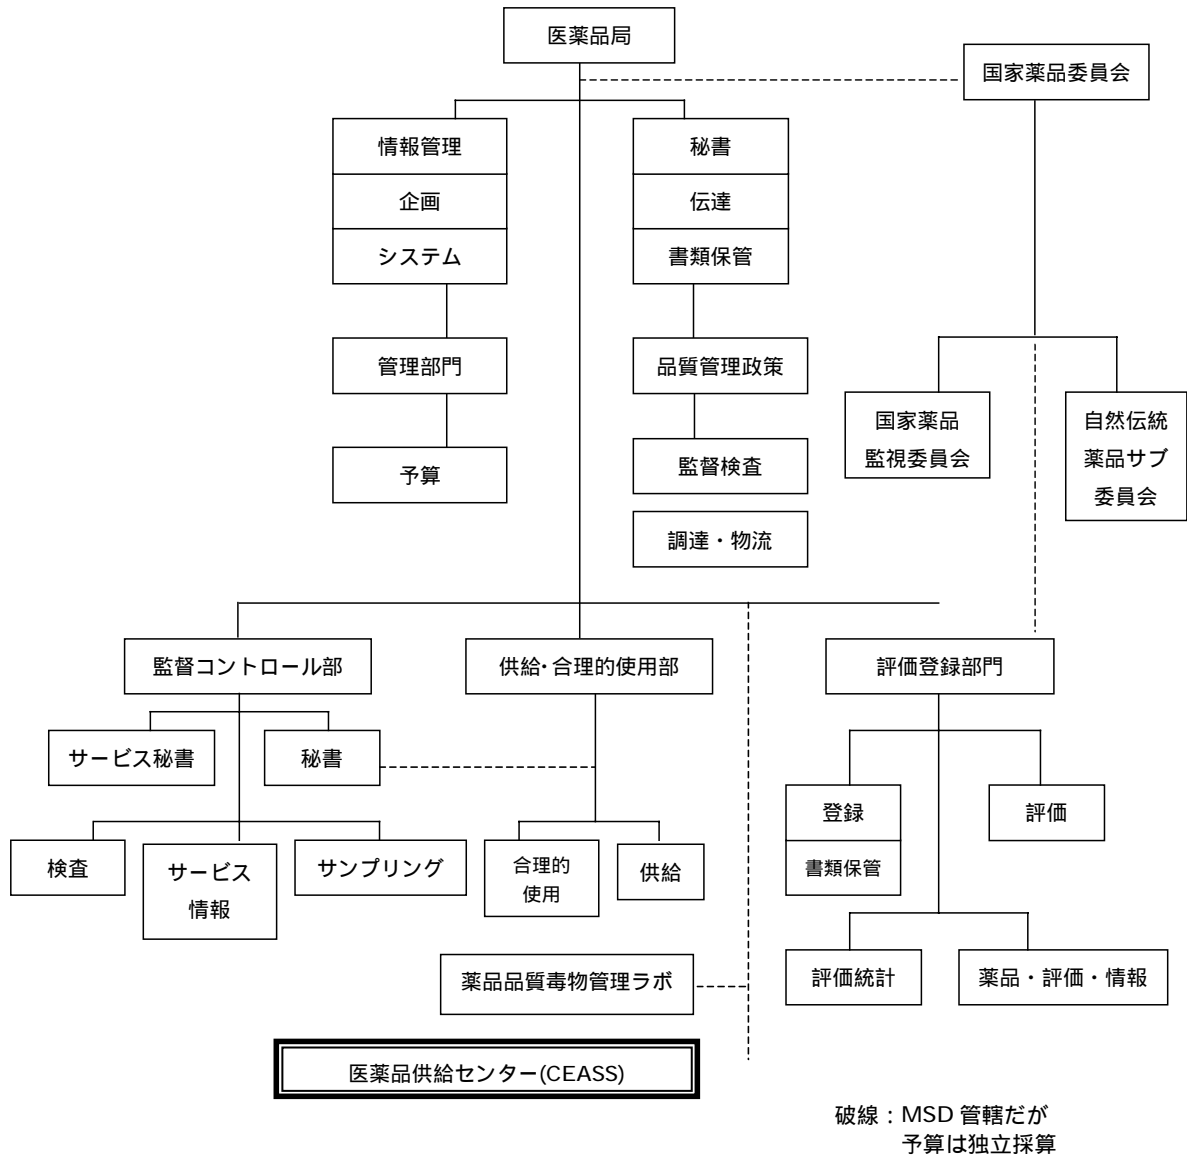 医薬品局
国家薬品委員会
情報管理
企画
システム
秘書
伝達
書類保管
管理部門
品質管理政策
予算
監督検査
調達・物流
国家薬品
監視委員会
自然伝統
薬品サブ
委員会
監督コントロール部
供給・合理的使用部
評価登録部門
サービス秘書
秘書
検査
サービス
情報
サンプリング
合理的
使用
供給
登録
書類保管
評価
評価統計
薬品・評価・情報
薬品品質毒物管理ラボ
医薬品供給センター(CEASS)
破線：MSD 管轄だが
予算は独立採算